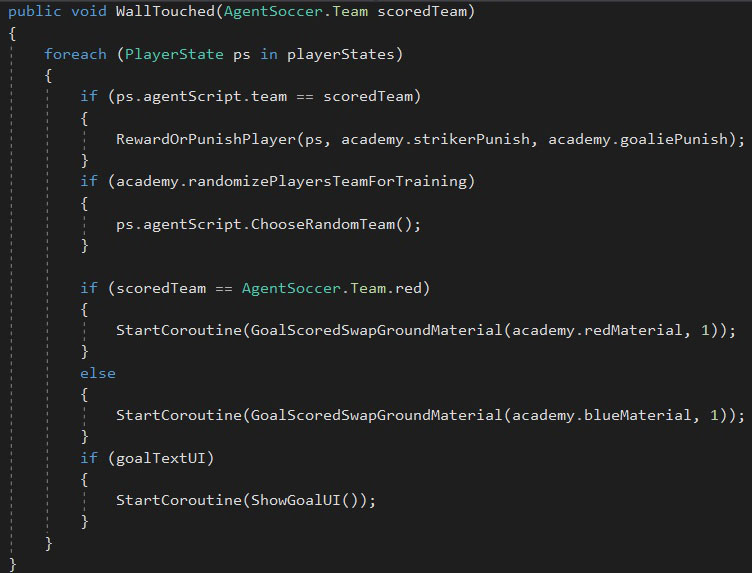 public void WallTouched(AgentSoccer.Team scoredTeam)
{
    foreach (PlayerState ps in playerStates)
    {
        if (ps.agentScript.team == scoredTeam)
        {
            RewardOrPunishPlayer(ps, academy.strikerPunish, academy.goaliePunish);
        }
        if (academy.randomizePlayersTeamForTraining)
        {
            ps.agentScript.ChooseRandomTeam();
        }

        if (scoredTeam == AgentSoccer.Team.red)
        {
            StartCoroutine(GoalScoredSwapGroundMaterial(academy.redMaterial, 1));
        }
        else
        {
            StartCoroutine(GoalScoredSwapGroundMaterial(academy.blueMaterial, 1));
        }
        if (goalTextUI)
        {
            StartCoroutine(ShowGoalUI());
        }
    }
}